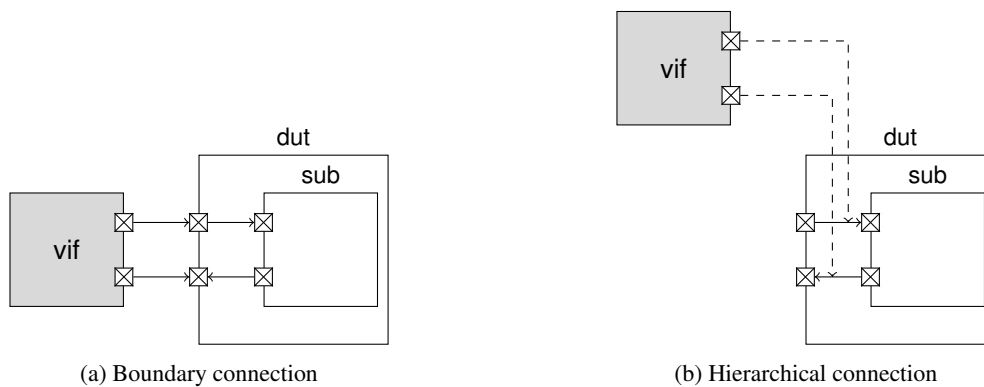 vif
dut
sub
vif
dut
sub
(a) Boundary connection
(b) Hierarchical connection